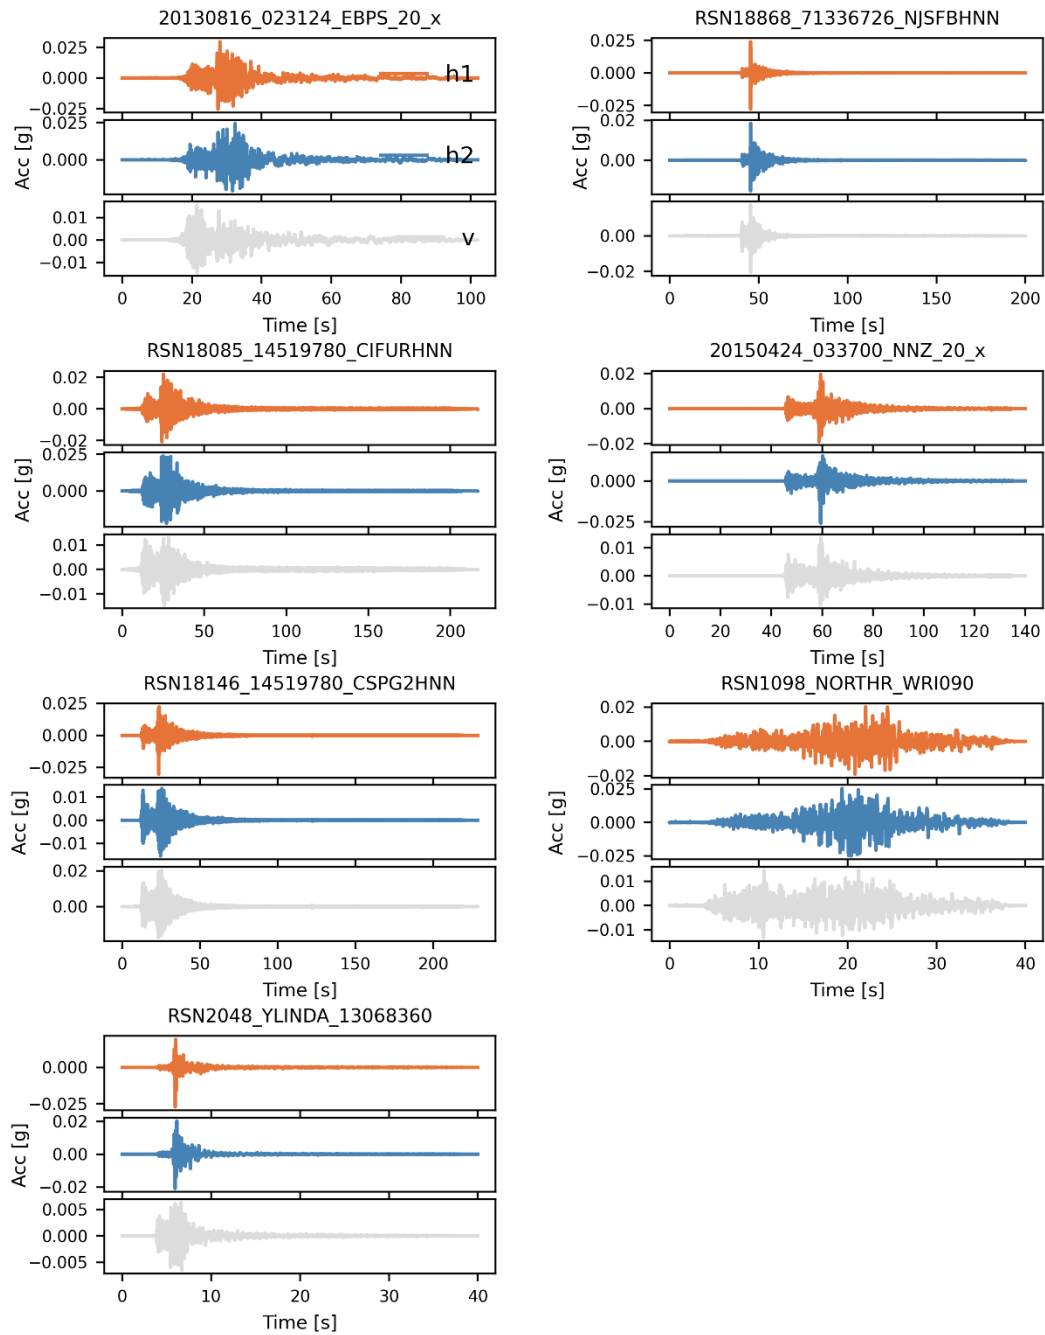 20130816_023124_EBPS_20_x
0.025
0.000
−0.025
h1
0.025
0.000
h2
0.01
0.00
−0.01
v
Acc [g]
0 20 40 60 80 100
Time [s]
RSN18868_71336726_NJSFBHNN
0.025
0.000
−0.025
0.02
0.00
0.00
−0.02
Acc [g]
0 50 100 150 200
Time [s]
RSN18085_14519780_CIFURHNN
0.02
0.00
−0.02
0.025
0.000
0.01
0.00
−0.01
Acc [g]
0 50 100 150 200
Time [s]
20150424_033700_NNZ_20_x
0.02
0.00
−0.02
0.000
−0.025
0.01
0.00
−0.01
Acc [g]
0 20 40 60 80 100 120 140
Time [s]
RSN18146_14519780_CSPG2HNN
0.025
0.000
−0.025
0.01
0.00
−0.01
0.02
0.00
Acc [g]
0 50 100 150 200
Time [s]
RSN1098_NORTHR_WRI090
0.02
0.00
−0.02
0.025
0.000
−0.025
0.01
0.00
−0.01
Acc [g]
0 10 20 30 40
Time [s]
RSN2048_YLINDA_13068360
0.000
−0.025
0.02
0.00
−0.02
0.005
0.000
−0.005
Acc [g]
0 10 20 30 40
Time [s]